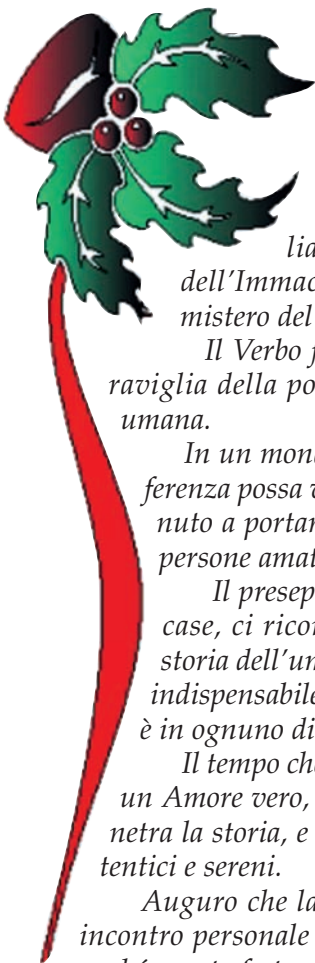 lia
dell'Immac
mistero del
Il Verbo f
raviglia della po
umana.
In un mond
ferenza possa v
nuto a portar
persone amat
Il presep
case, ci ricor
storia dell'un
indispensabile
è in ognuno di
Il tempo che
un Amore vero,
netra la storia, e
tentici e sereni.
Auguro che la
incontro personale